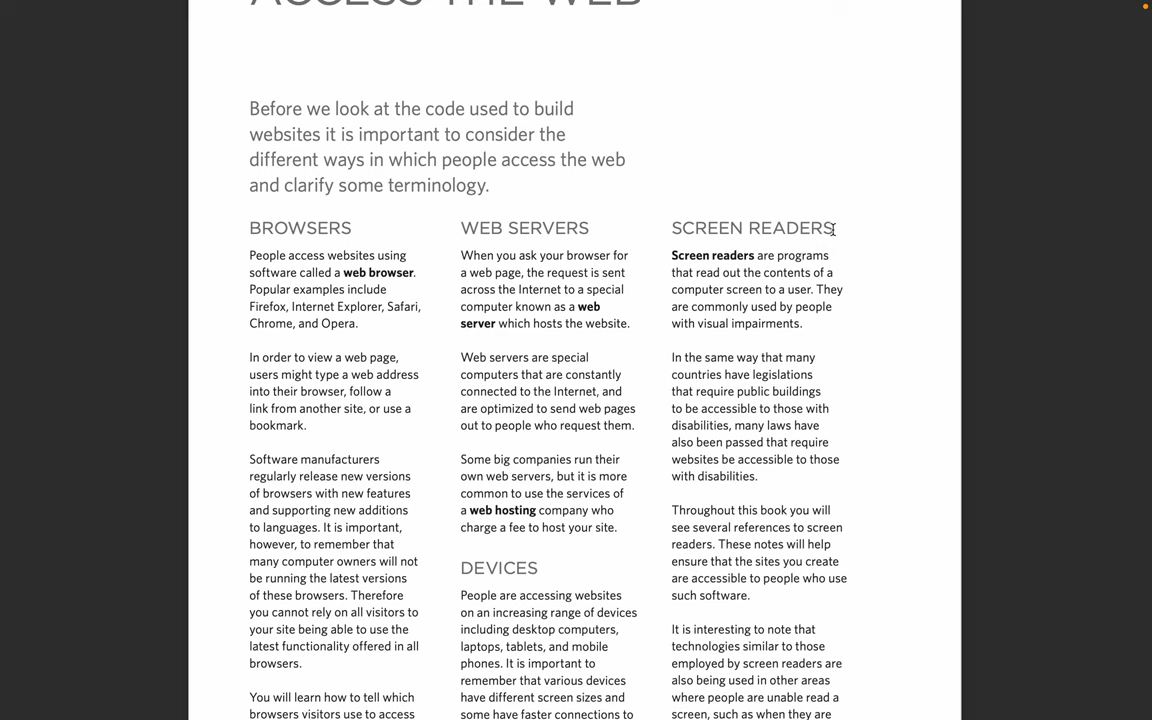 ACCESS THE WEB
Before we look at the code used to build
websites it is important to consider the
different ways in which people access the web
and clarify some terminology.
BROWSERS
People access websites using
software called a web browser.
Popular examples include
Firefox, Internet Explorer, Safari,
Chrome, and Opera.
In order to view a web page,
users might type a web address
into their browser, follow a
link from another site, or use a
bookmark.
Software manufacturers
regularly release new versions
of browsers with new features
and supporting new additions
to languages. It is important,
however, to remember that
many computer owners will not
be running the latest versions
of these browsers. Therefore
you cannot rely on all visitors to
your site being able to use the
latest functionality offered in all
browsers.
You will learn how to tell which
browsers visitors use to access
WEB SERVERS
When you ask your browser for
a web page, the request is sent
across the Internet to a special
computer known as a web
server which hosts the website.
Web servers are special
computers that are constantly
connected to the Internet, and
are optimized to send web pages
out to people who request them.
Some big companies run their
own web servers, but it is more
common to use the services of
a web hosting company who
charge a fee to host your site.
DEVICES
People are accessing websites
on an increasing range of devices
including desktop computers,
laptops, tablets, and mobile
phones. It is important to
remember that various devices
have different screen sizes and
some have faster connections to
SCREEN READERS
Screen readers are programs
that read out the contents of a
computer screen to a user. They
are commonly used by people
with visual impairments.
In the same way that many
countries have legislations
that require public buildings
to be accessible to those with
disabilities, many laws have
also been passed that require
websites be accessible to those
with disabilities.
Throughout this book you will
see several references to screen
readers. These notes will help
ensure that the sites you create
are accessible to people who use
such software.
It is interesting to note that
technologies similar to those
employed by screen readers are
also being used in other areas
where people are unable read a
screen, such as when they are